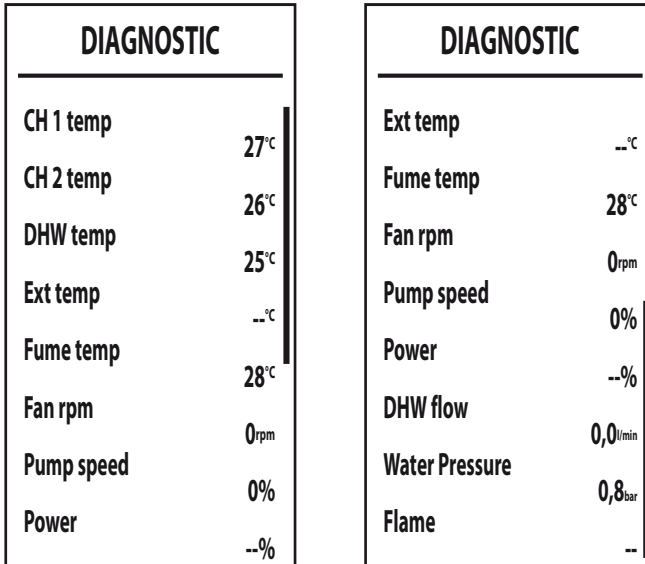 DIAGNOSTIC
CH 1 temp
27°C
CH 2 temp
26°C
DHW temp
25°C
Ext temp
--°C
Fume temp
28°C
Fan rpm
0rpm
Pump speed
0%
Power
--%
DIAGNOSTIC
Ext temp
--°C
Fume temp
28°C
Fan rpm
0rpm
Pump speed
0%
Power
--%
DHW flow
0,0l/min
Water Pressure
0,8bar
Flame
--